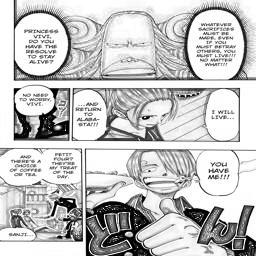 WHATEVER
SACRIFICES
MUST BE
MADE, EVEN
IF YOU
MUST BETRAY
OTHERS, YOU
MUST LIVE!!!
NO MATTER
WHAT!!!
PRINCESS
VIVI,
DO YOU
HAVE THE
RESOLVE
TO STAY
ALIVE?
I WILL
LIVE...
AND
RETURN
TO
ALABA-
STA!!!
NO NEED
TO WORRY,
VIVI.
YOU
HAVE
ME!!!
どん!
PETIT
FOUR?
THEY'RE
MY TREAT
OF THE
DAY.
AND
THERE'S A
CHOICE
OF COFFEE
OR TEA.
SANJI...